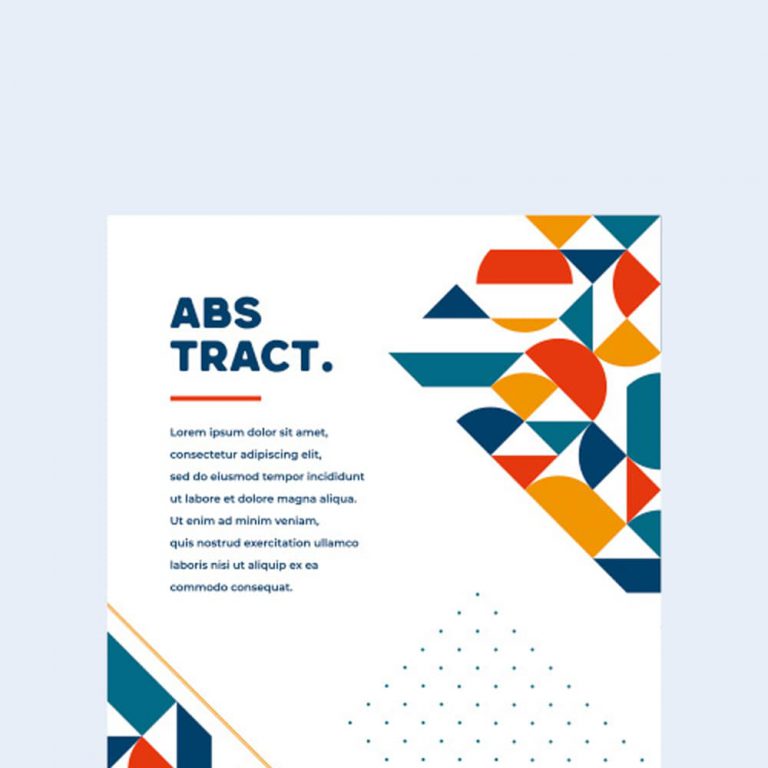 ABS
TRACT.
Lorem ipsum dolor sit amet,
consectetur adipiscing elit,
sed do eiusmod tempor incididunt
ut labore et dolore magna aliqua.
Ut enim ad minim veniam,
quis nostrud exercitation ullamco
laboris nisi ut aliquip ex ea
commodo consequat.